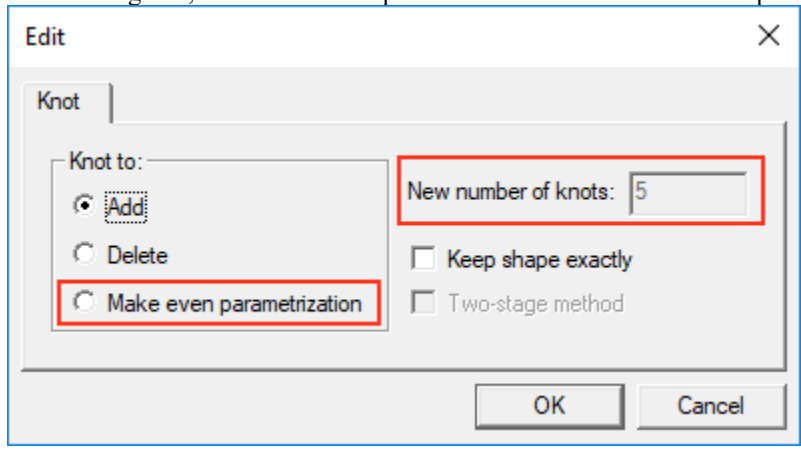 Edit
Knot
Knot to:
Add
Delete
Make even parametrization
New number of knots: 5
Keep shape exactly
Two-stage method
OK
Cancel